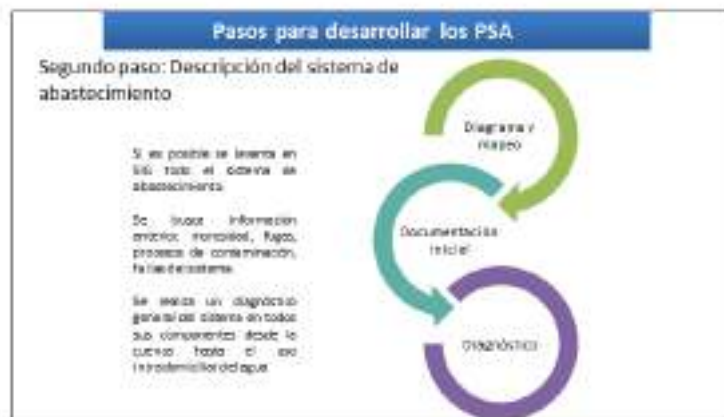 Pasos para desarrollar los PSA
Segundo paso: Descripción del sistema de
abastecimiento
Si es posible se levanta en
SIG todo el sistema de
abastecimiento.
Se busca información
anterior, morosidad, fugas,
procesos de contaminación,
fallas del sistema.
Se realiza un diagnóstico
general del sistema en todos
sus componentes desde la
cuenca hasta el uso
intradomiciliar del agua
Diagrama y
mapeo
Documentación
inicial
Diagnóstico